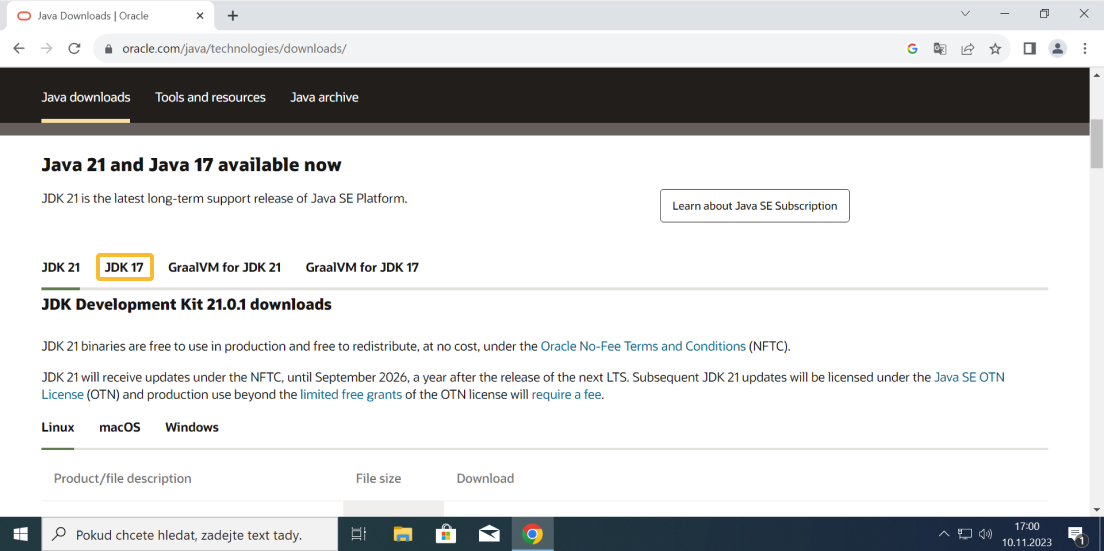 Java Downloads | Oracle
oracle.com/java/technologies/downloads/
Java downloads Tools and resources Java archive
Java 21 and Java 17 available now
JDK 21 is the latest long-term support release of Java SE Platform.
Learn about Java SE Subscription
JDK 21 JDK 17 GraalVM for JDK 21 GraalVM for JDK 17
JDK Development Kit 21.0.1 downloads
JDK 21 binaries are free to use in production and free to redistribute, at no cost, under the Oracle No-Fee Terms and Conditions (NFTC).
JDK 21 will receive updates under the NFTC, until September 2026, a year after the release of the next LTS. Subsequent JDK 21 updates will be licensed under the Java SE OTN
License (OTN) and production use beyond the limited free grants of the OTN license will require a fee.
Linux macOS Windows
Product/file description File size Download
Pokud chcete hledat, zadejte text tady.
17:00
10.11.2023
1